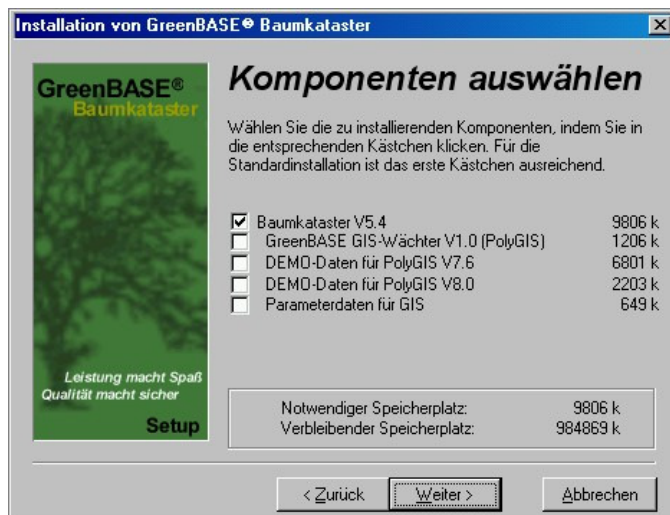 Installation von GreenBASE® Baumkataster
GreenBASE®
Baumkataster
Leistung macht Spaß
Qualität macht sicher
Setup
Komponenten auswählen
Wählen Sie die zu installierenden Komponenten, indem Sie in
die entsprechenden Kästchen klicken. Für die
Standardinstallation ist das erste Kästchen ausreichend.
Baumkataster V5.4 9806 k
GreenBASE GIS-Wächter V1.0 (PolyGIS) 1206 k
DEMO-Daten für PolyGIS V7.6 6801 k
DEMO-Daten für PolyGIS V8.0 2203 k
Parameterdaten für GIS 649 k
Notwendiger Speicherplatz: 9806 k
Verbleibender Speicherplatz: 984869 k
< Zurück Weiter > Abbrechen